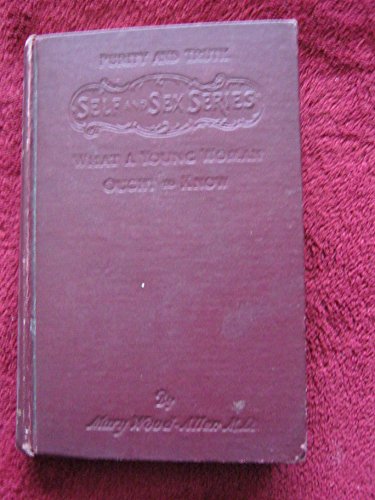 PURITY AND TRUTH
SELF AND SEX SERIES
WHAT A YOUNG WOMAN
OUGHT TO KNOW
By
Mary Wood-Allen M.D.